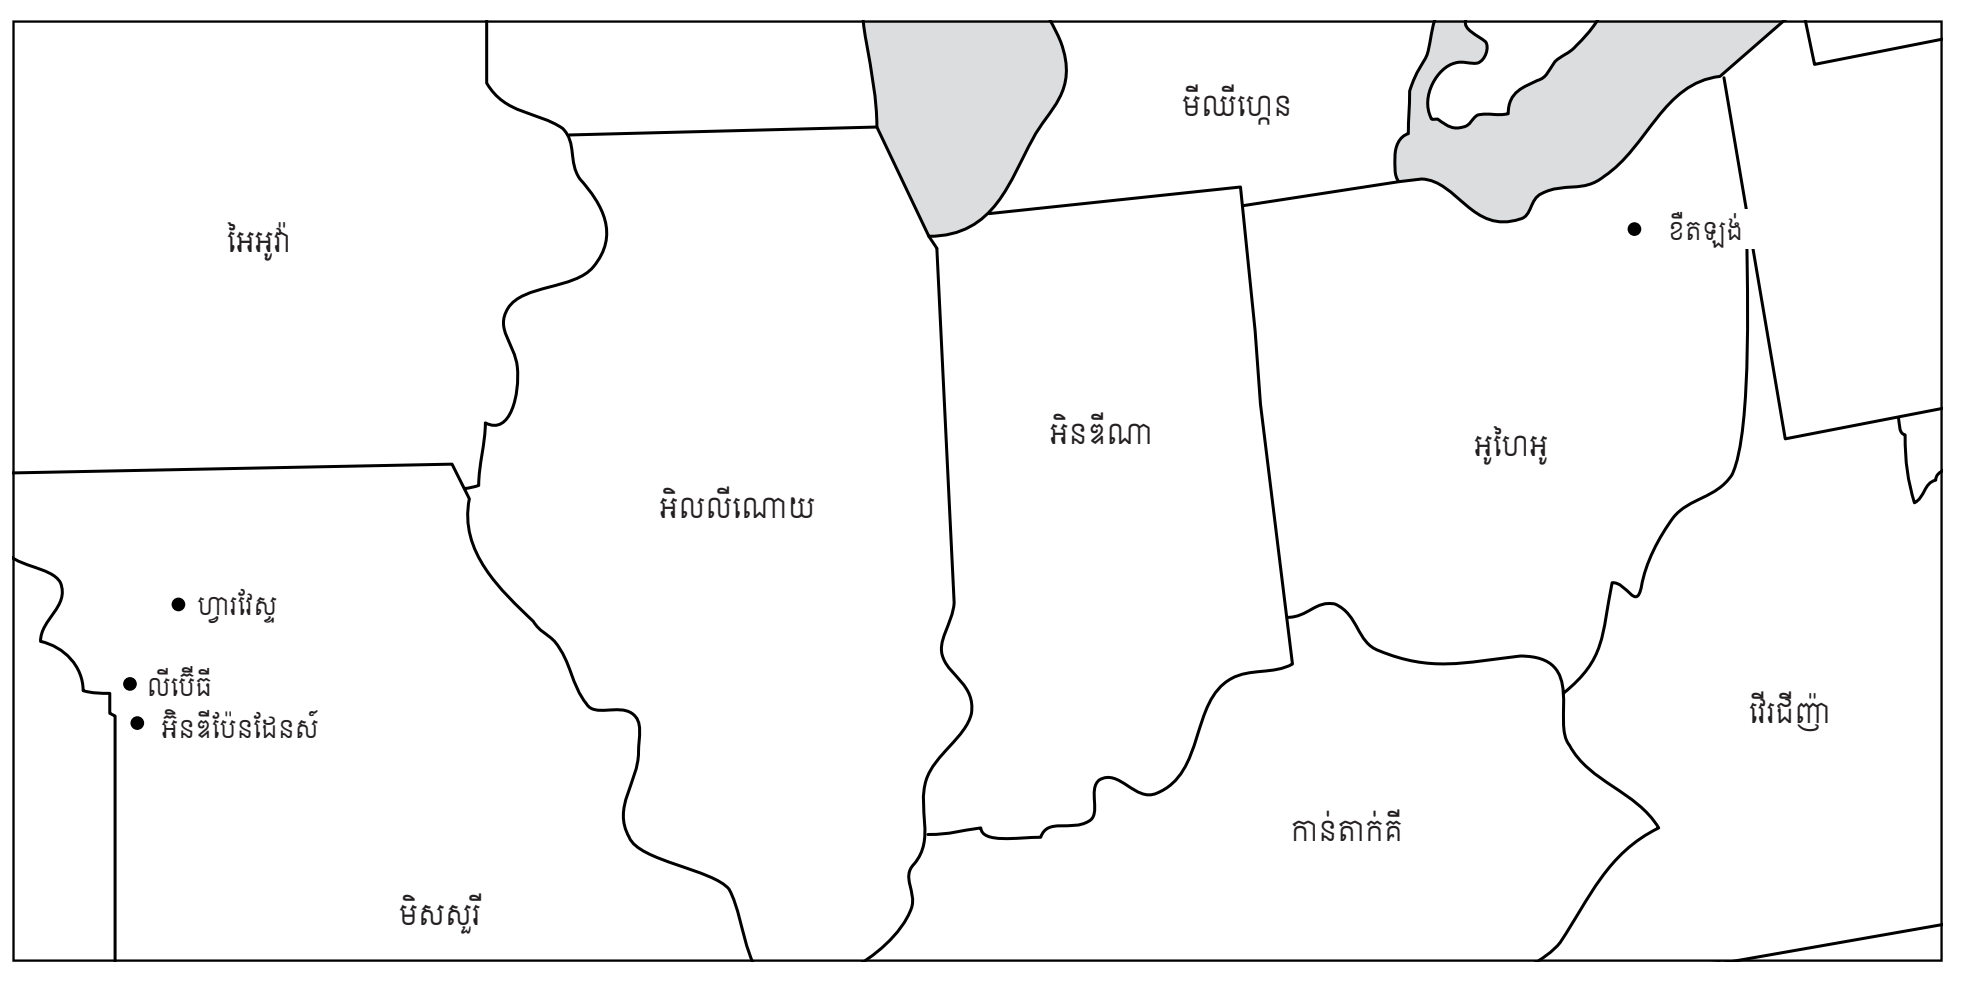 មីឈីហ្គេន
ខឺតឡង់
អៃអូវ៉ា
អិនឌីណា
អូហៃអូ
អិលលីណោយ
ហ្វារវែស្ទ
លីប៊ើធី
អ៊ិនឌីប៉ែនដែនស៍
វើរជីញ៉ា
កាន់តាក់គី
មិសសួរី